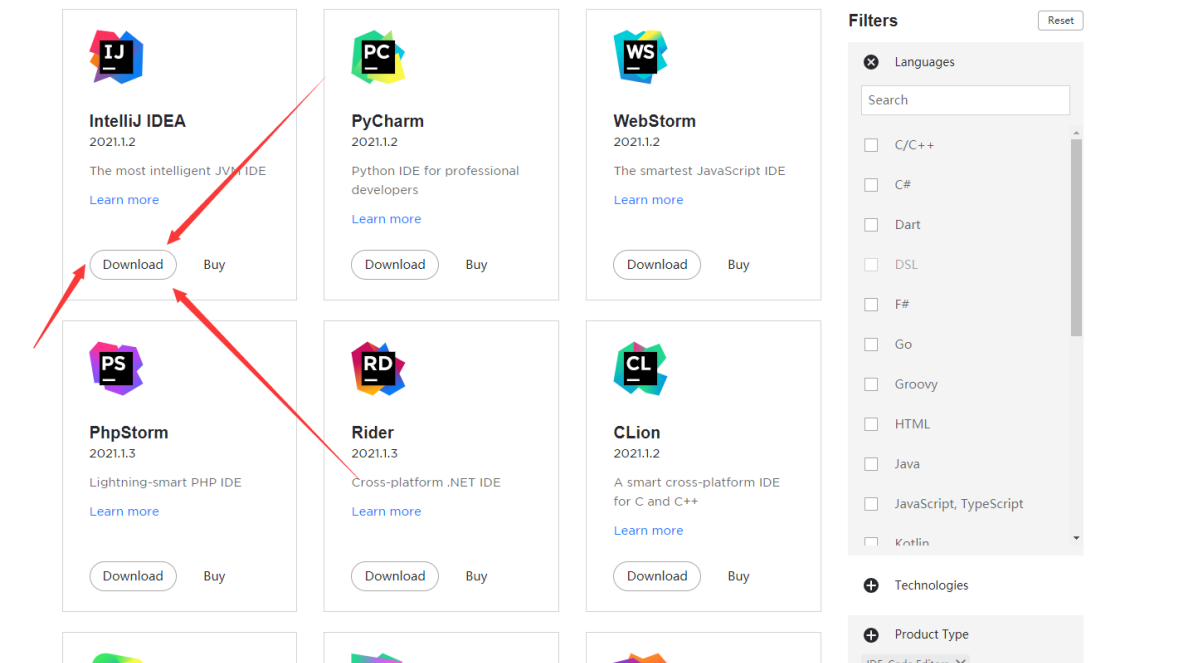 IJ
IntelliJ IDEA
2021.1.2
The most intelligent JVM IDE
Learn more
Download
Buy
PC
PyCharm
2021.1.2
Python IDE for professional
developers
Learn more
Download
Buy
WS
WebStorm
2021.1.2
The smartest JavaScript IDE
Learn more
Download
Buy
PS
PhpStorm
2021.1.3
Lightning-smart PHP IDE
Learn more
Download
Buy
RD
Rider
2021.1.3
Cross-platform .NET IDE
Learn more
Download
Buy
CL
CLion
2021.1.2
A smart cross-platform IDE
for C and C++
Learn more
Download
Buy
Filters
Reset
Languages
Search
C/C++
C#
Dart
DSL
F#
Go
Groovy
HTML
Java
JavaScript, TypeScript
Kotlin
Technologies
Product Type